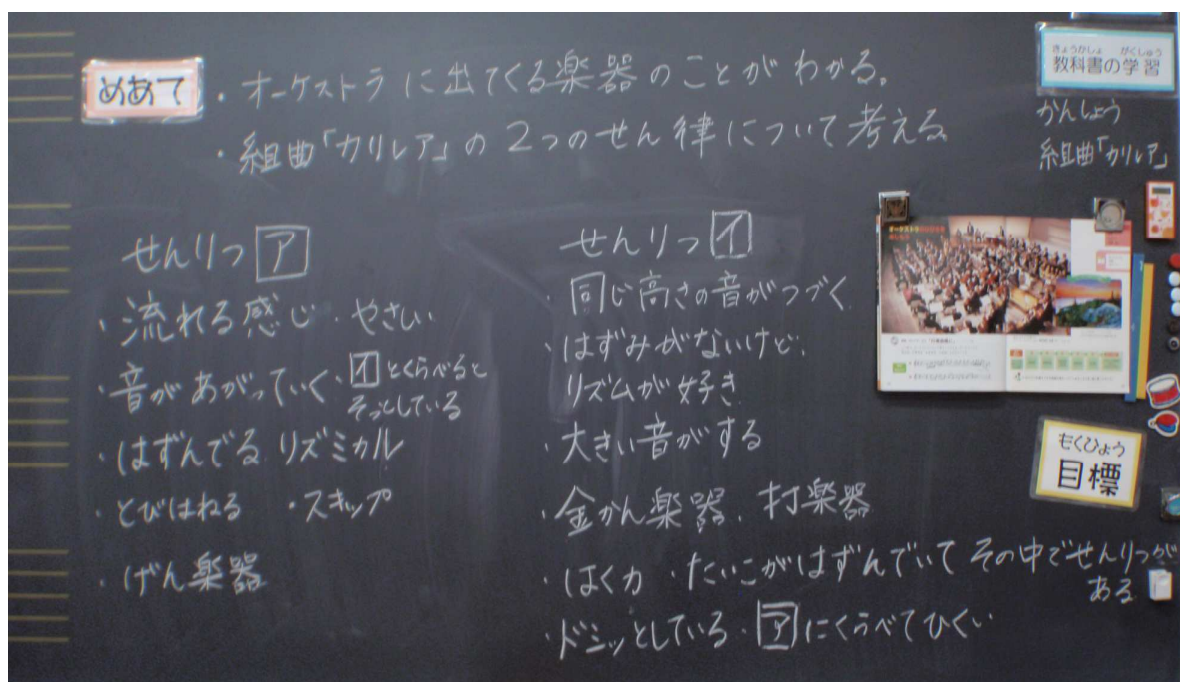 めあて ・オーケストラに出てくる楽器のことがわかる。
・組曲「カリレア」の2つのせん律について考える。
きょうかしょ がくしゅう
教科書の学習
かんしょう
組曲「カリレア」
せんりつ ア
・流れる感じ ・やさしい
・音があがっていく ・イとくらべると
そっとしている
・はずんでる リズミカル
・とびはねる ・スキップ
・げん楽器
せんりつ イ
・同じ高さの音がつづく
・はずみがないけど、
リズムが好き
・大きい音がする
・金かん楽器、打楽器
・はく力 ・たいこがはずんでいて その中でせんりつが
ある
・ドシッとしている ・アにくらべてひくい
もくひょう
目標